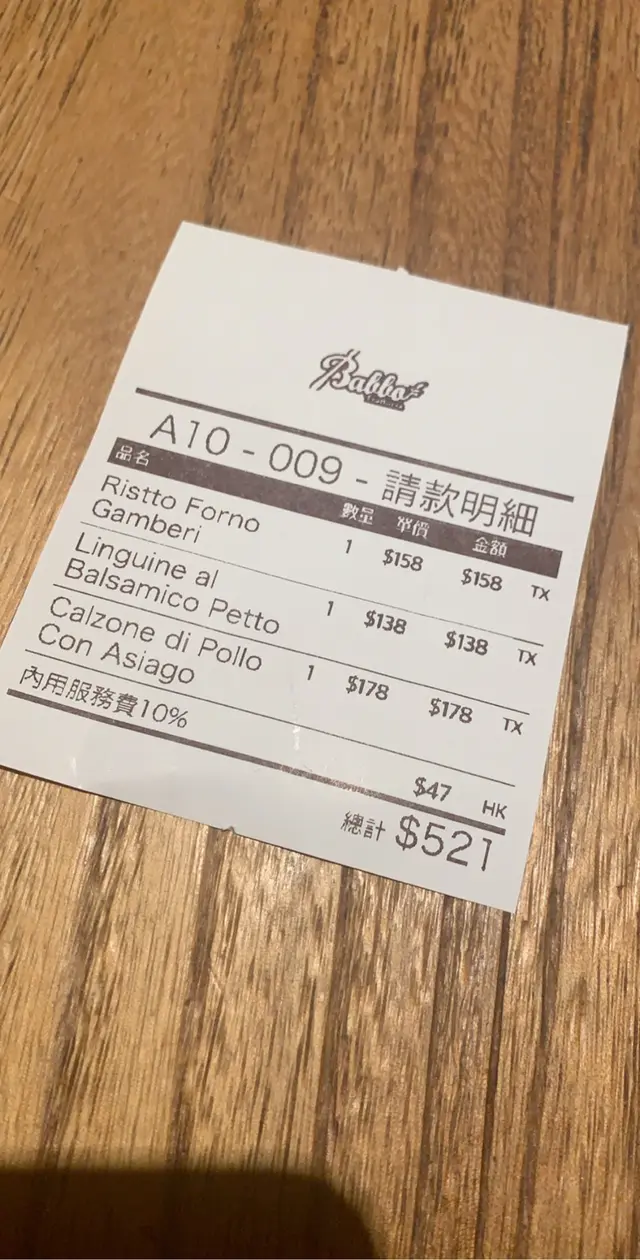 Babbo
A10 - 009 - 請款明細
品名 數量 單價 金額
Ristto Forno
Gamberi 1 $158 $158 TX
Linguine al
Balsamico Petto 1 $138 $138 TX
Calzone di Pollo
Con Asiago 1 $178 $178 TX
內用服務費10%
$47 HK
總計 $521